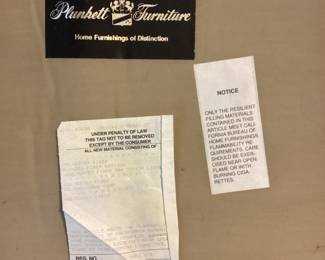 Plunkett Furniture
Home Furnishings of Distinction
NOTICE
ONLY THE RESILIENT
FILLING MATERIALS
CONTAINED IN THIS
ARTICLE MEET CALI-
FORNIA BUREAU OF
HOME FURNISHINGS
FLAMMABILITY RE-
QUIREMENTS. CARE
SHOULD BE EXER-
CISED NEAR OPEN
FLAME OR WITH
BURNING CIGA-
RETTES.
UNDER PENALTY OF LAW
THIS TAG NOT TO BE REMOVED
EXCEPT BY THE CONSUMER
ALL NEW MATERIAL CONSISTING OF
REG. NO.